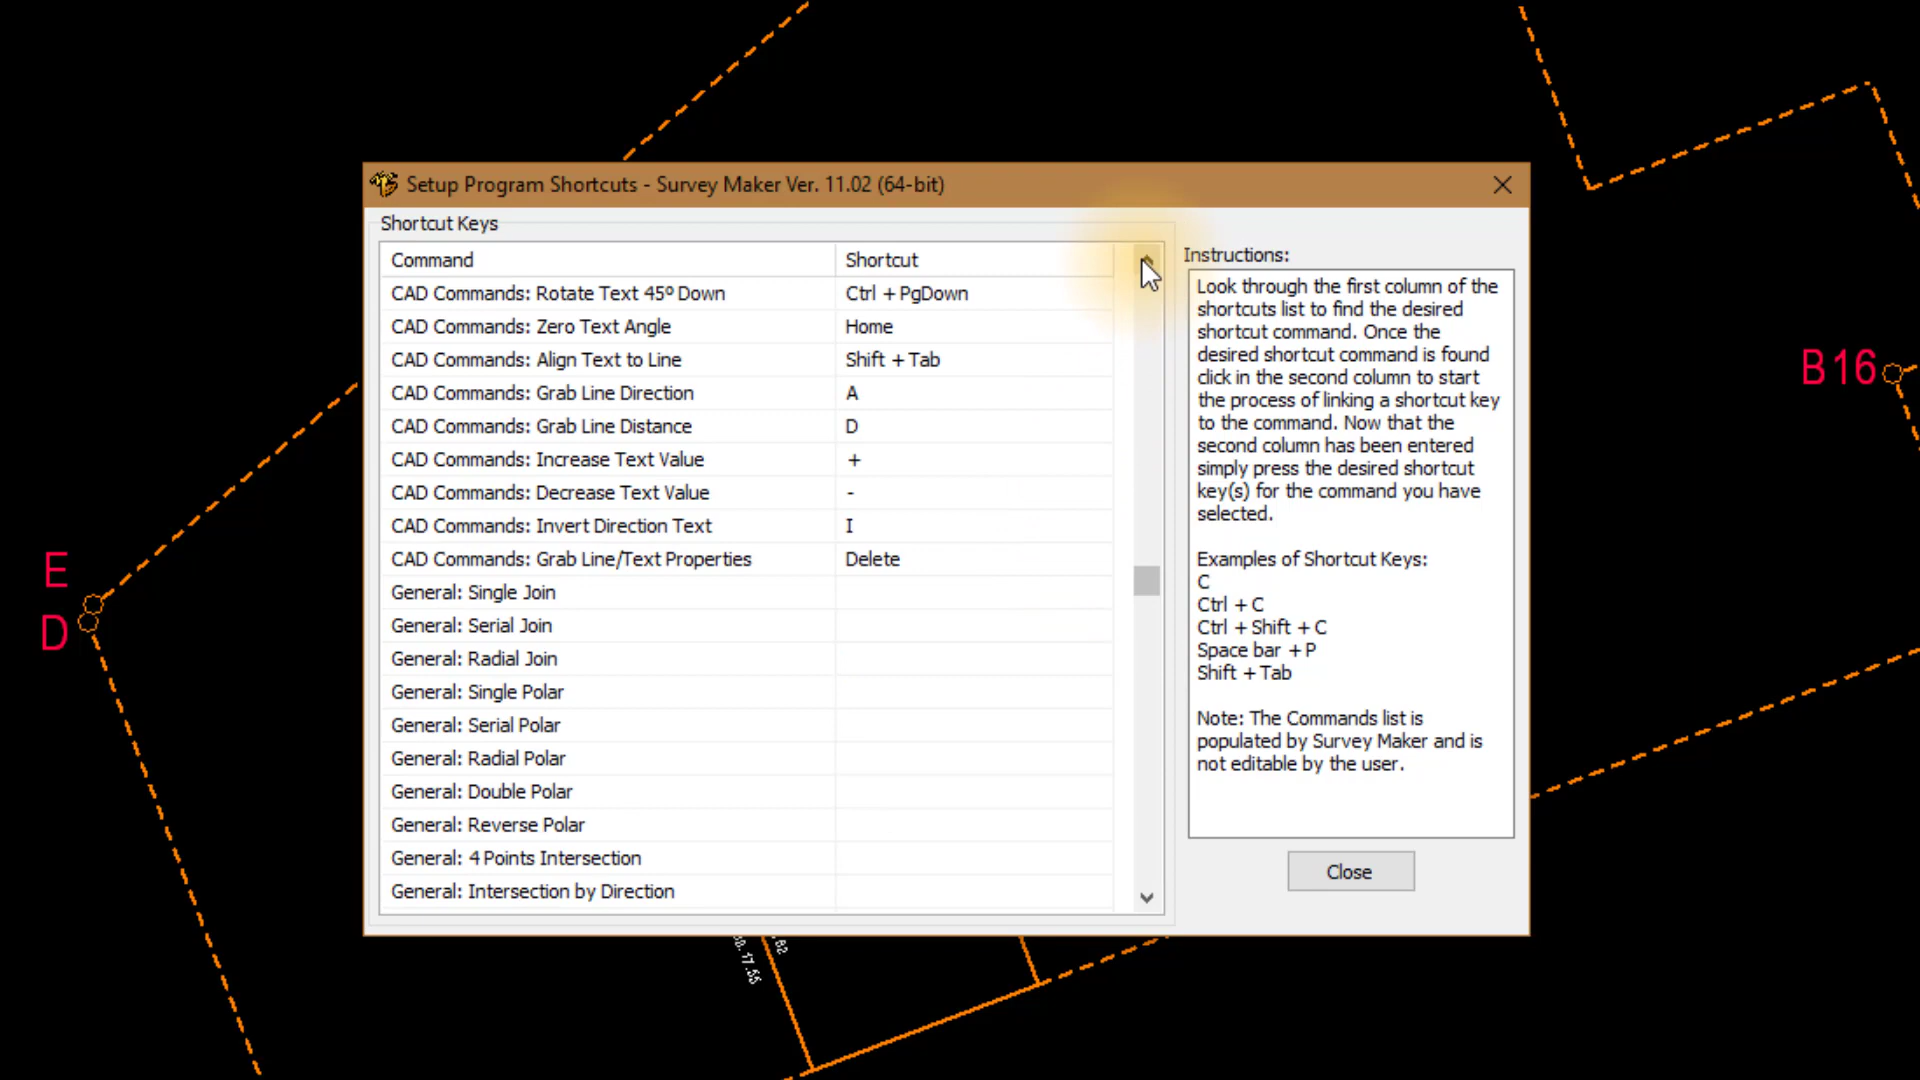 Setup Program Shortcuts - Survey Maker Ver. 11.02 (64-bit)
Shortcut Keys
Command Shortcut
CAD Commands: Rotate Text 45º Down Ctrl + PgDown
CAD Commands: Zero Text Angle Home
CAD Commands: Align Text to Line Shift + Tab
CAD Commands: Grab Line Direction A
CAD Commands: Grab Line Distance D
CAD Commands: Increase Text Value +
CAD Commands: Decrease Text Value -
CAD Commands: Invert Direction Text I
CAD Commands: Grab Line/Text Properties Delete
General: Single Join
General: Serial Join
General: Radial Join
General: Single Polar
General: Serial Polar
General: Radial Polar
General: Double Polar
General: Reverse Polar
General: 4 Points Intersection
General: Intersection by Direction
Instructions:
Look through the first column of the
shortcuts list to find the desired
shortcut command. Once the
desired shortcut command is found
click in the second column to start
the process of linking a shortcut key
to the command. Now that the
second column has been entered
simply press the desired shortcut
key(s) for the command you have
selected.
Examples of Shortcut Keys:
C
Ctrl + C
Ctrl + Shift + C
Space bar + P
Shift + Tab
Note: The Commands list is
populated by Survey Maker and is
not editable by the user.
Close
E
D
B16